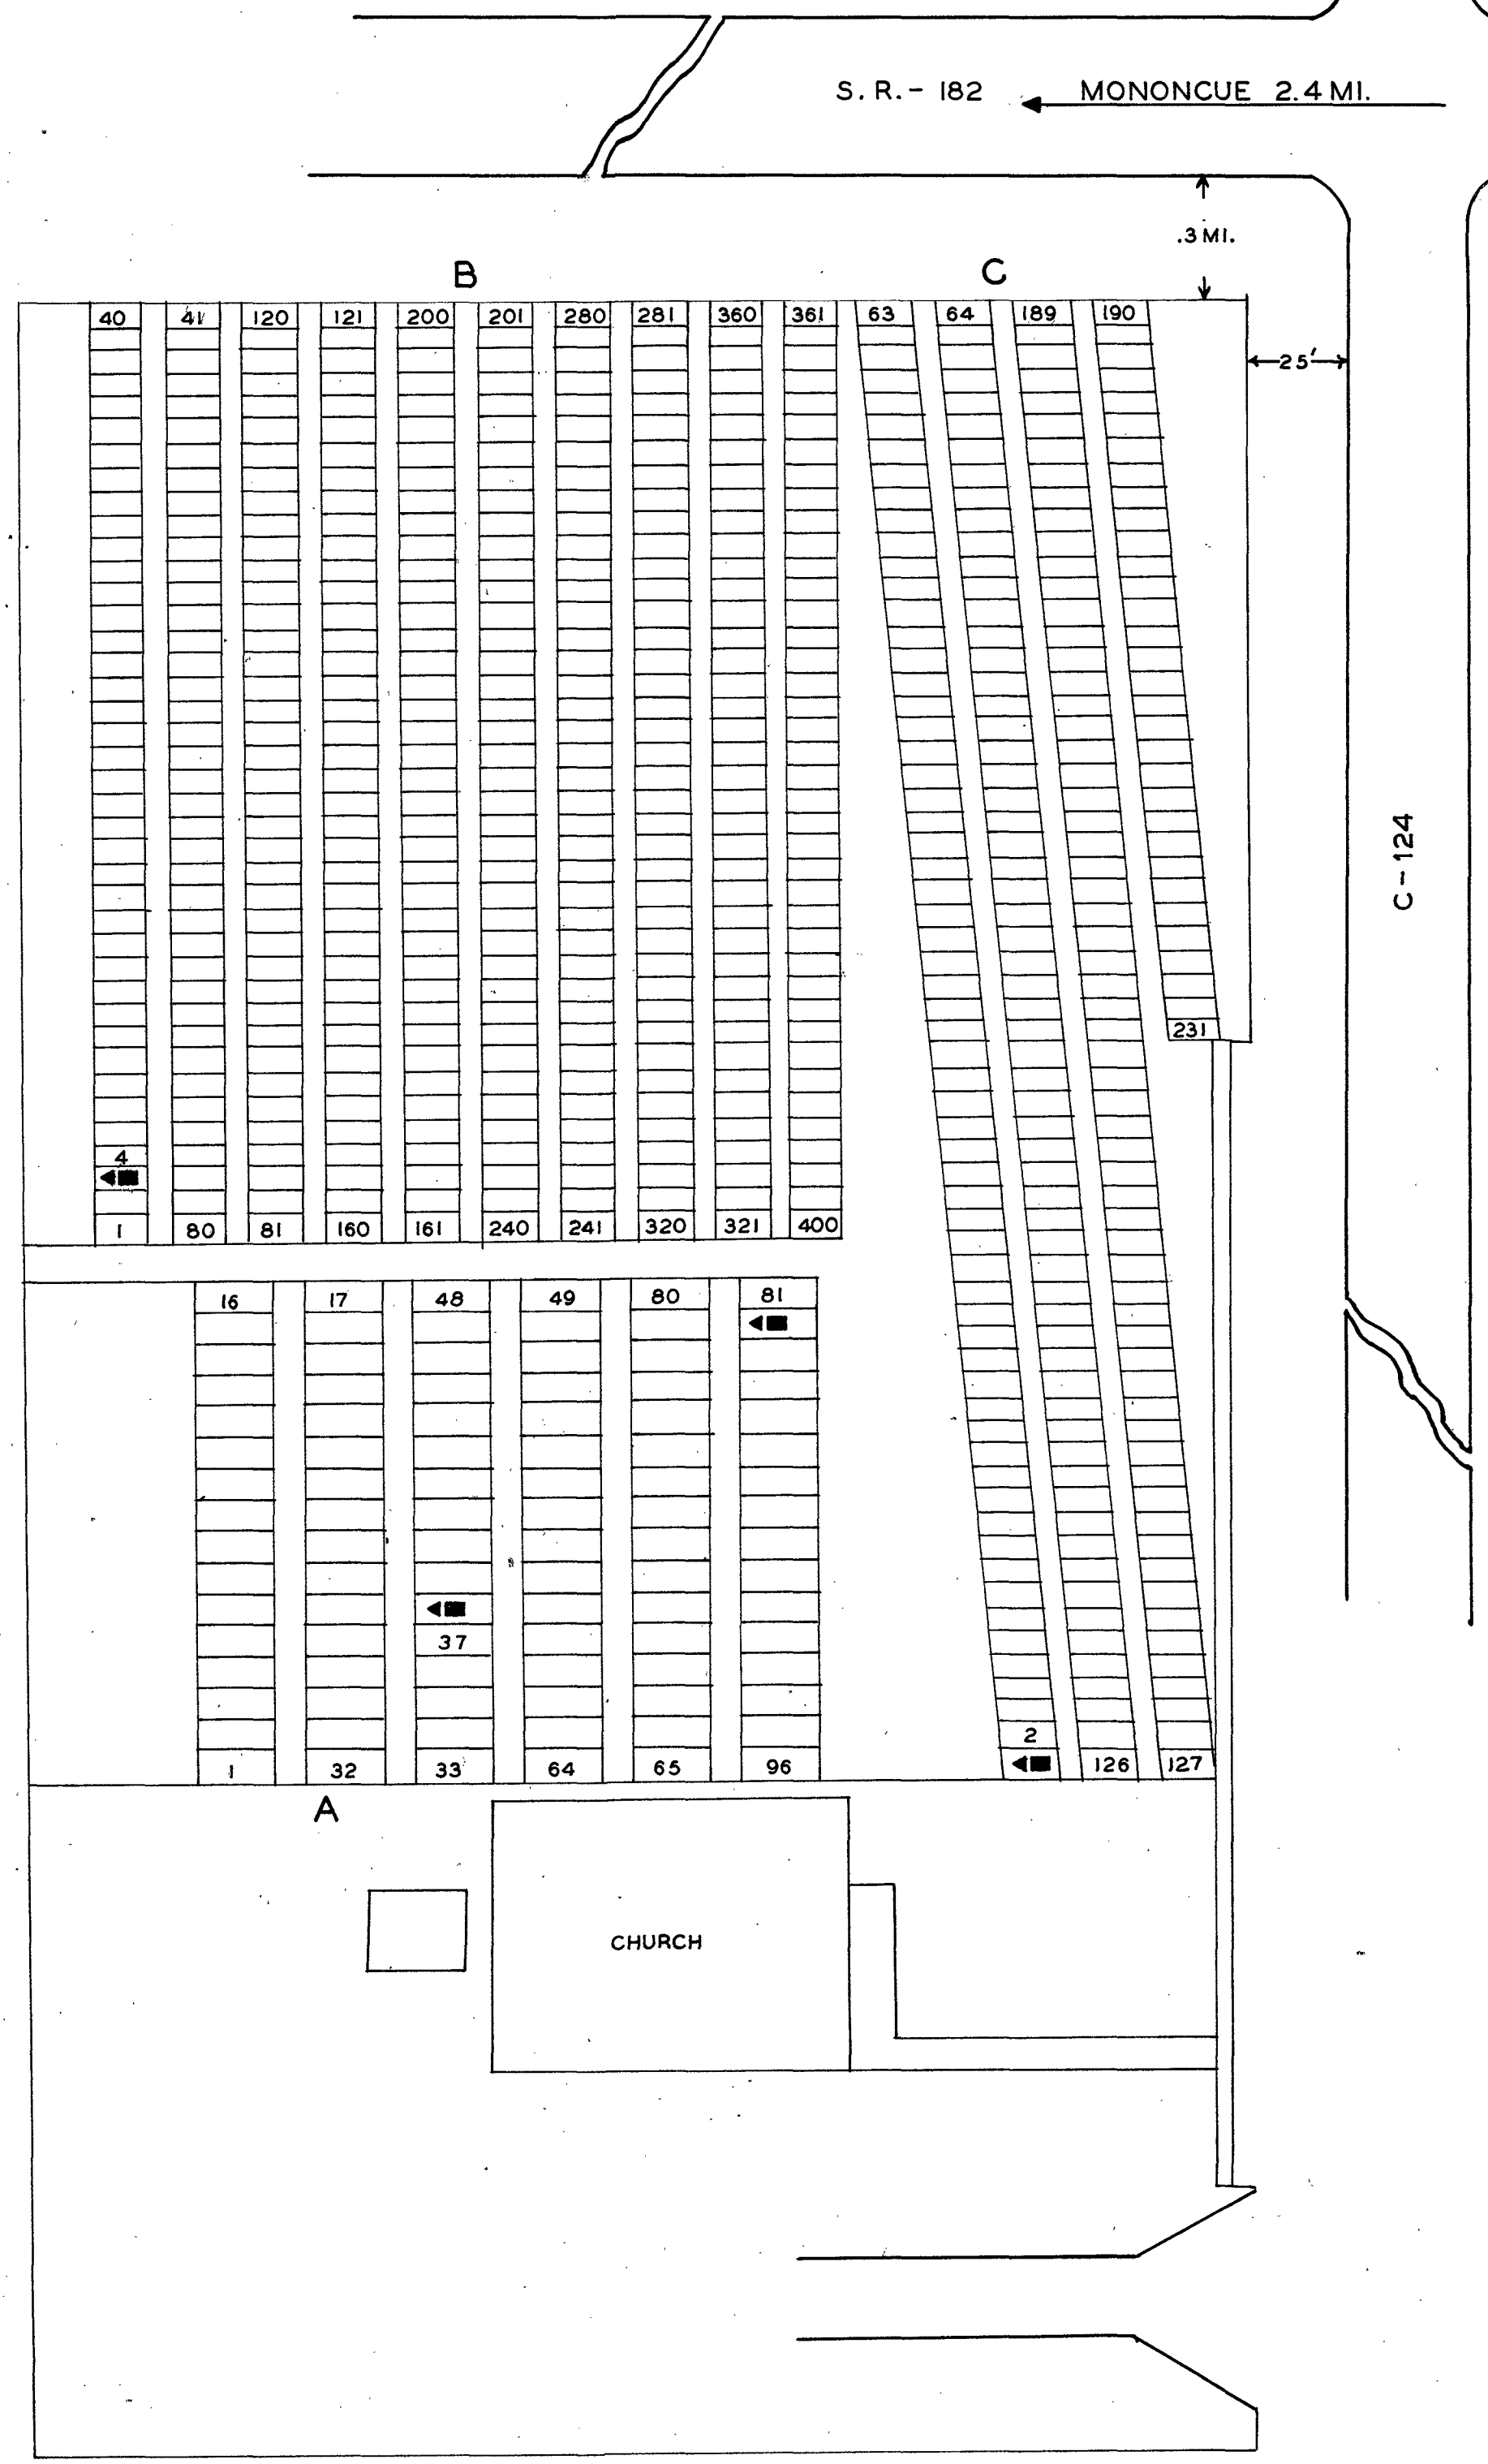 S. R. - 182 MONONCUE 2.4 MI.
.3 MI.
B C
40 41 120 121 200 201 280 281 360 361 63 64 189 190
25'
C-124
231
4
1 80 81 160 161 240 241 320 321 400
16 17 48 49 80 81
37
2
1 32 33 64 65 96 126 127
A
CHURCH